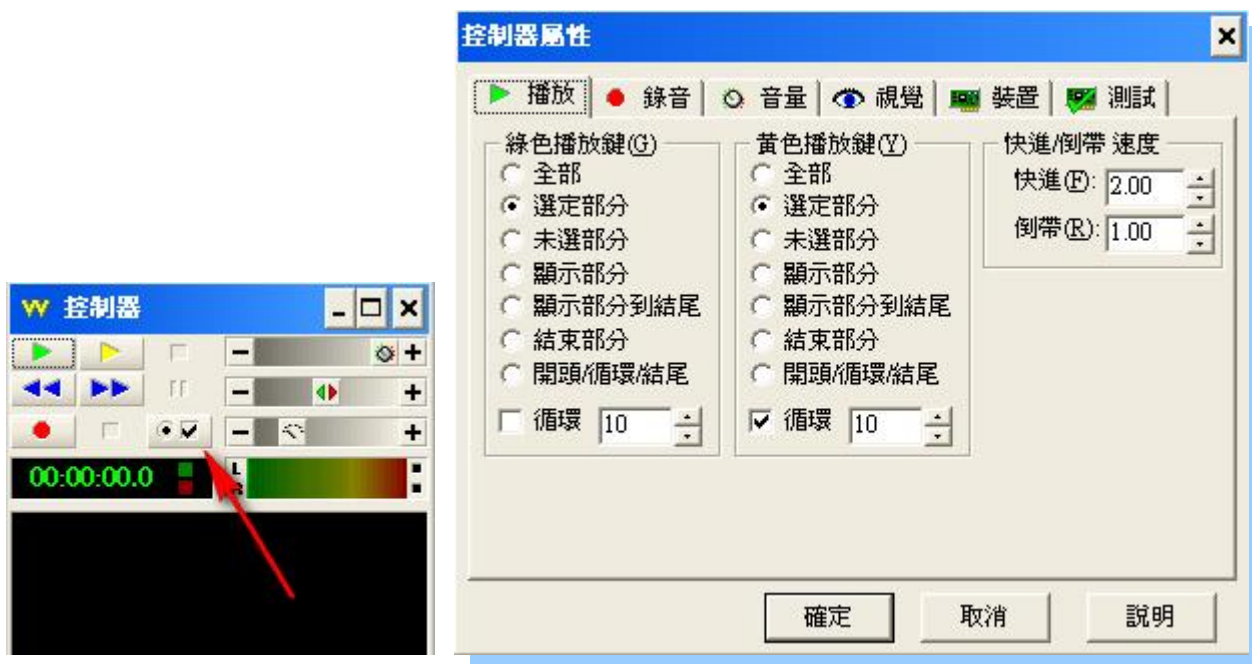 控制器
00:00:00.0
L
R
控制器屬性
播放 錄音 音量 視覺 裝置 測試
綠色播放鍵(G)
全部
選定部分
未選部分
顯示部分
顯示部分到結尾
結束部分
開頭/循環/結尾
循環 10
黃色播放鍵(Y)
全部
選定部分
未選部分
顯示部分
顯示部分到結尾
結束部分
開頭/循環/結尾
循環 10
快進/倒帶 速度
快進(F): 2.00
倒帶(R): 1.00
確定 取消 說明